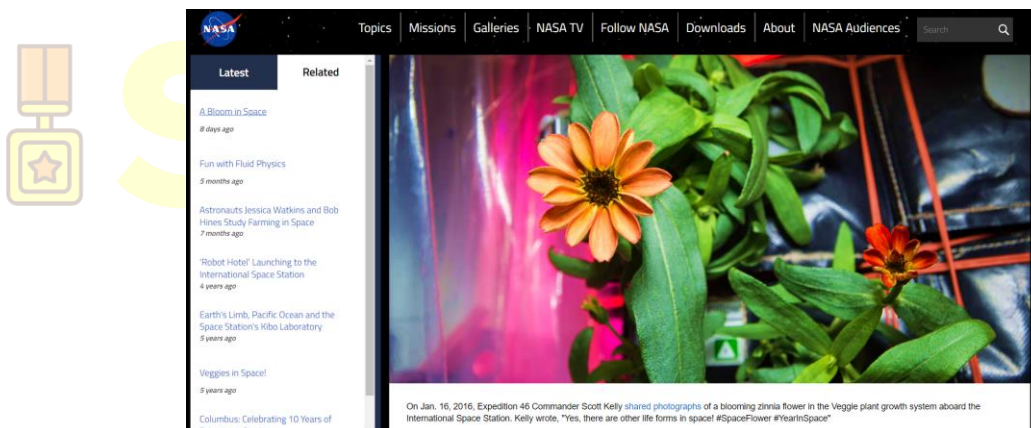 NASA
Topics
Missions
Galleries
NASA TV
Follow NASA
Downloads
About
NASA Audiences
Search
Latest
Related
A Bloom in Space
8 days ago
Fun with Fluid Physics
5 months ago
Astronauts Jessica Watkins and Bob
Hines Study Farming in Space
7 months ago
'Robot Hotel' Launching to the
International Space Station
4 years ago
Earth's Limb, Pacific Ocean and the
Space Station's Kibo Laboratory
5 years ago
Veggies in Space!
5 years ago
Columbus: Celebrating 10 Years of
On Jan. 16, 2016, Expedition 46 Commander Scott Kelly shared photographs of a blooming zinnia flower in the Veggie plant growth system aboard the
International Space Station. Kelly wrote, "Yes, there are other life forms in space! #SpaceFlower #YearInSpace"